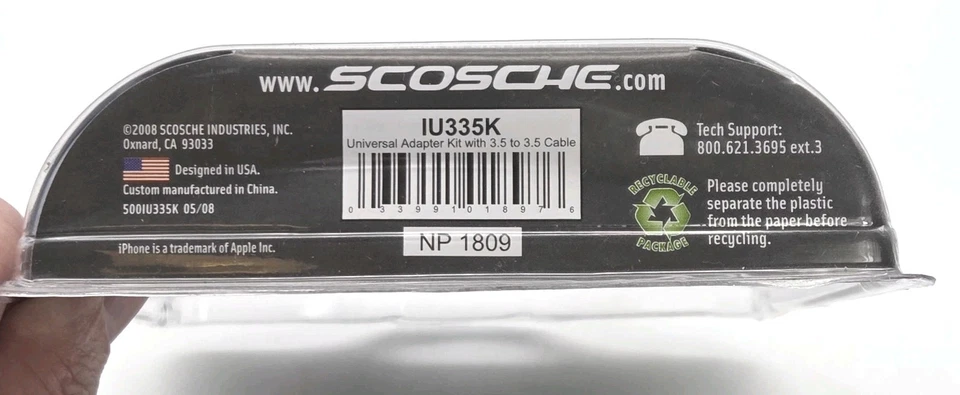 www.SCOSCHE.com
©2008 SCOSCHE INDUSTRIES, INC.
Oxnard, CA 93033
Designed in USA.
Custom manufactured in China.
500IU335K 05/08
iPhone is a trademark of Apple Inc.
IU335K
Universal Adapter Kit with 3.5 to 3.5 Cable
0 33991 01897 6
NP 1809
Tech Support:
800.621.3695 ext.3
RECYCLABLE
PACKAGE
Please completely
separate the plastic
from the paper before
recycling.